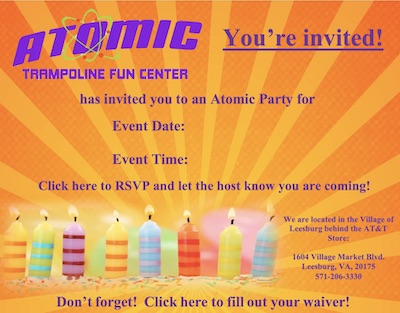 ATOMIC
TRAMPOLINE FUN CENTER
You're invited!
has invited you to an Atomic Party for
Event Date:
Event Time:
Click here to RSVP and let the host know you are coming!
We are located in the Village of
Leesburg behind the AT&T
Store:
1604 Village Market Blvd.
Leesburg, VA, 20175
571-206-3330
Don't forget!  Click here to fill out your waiver!